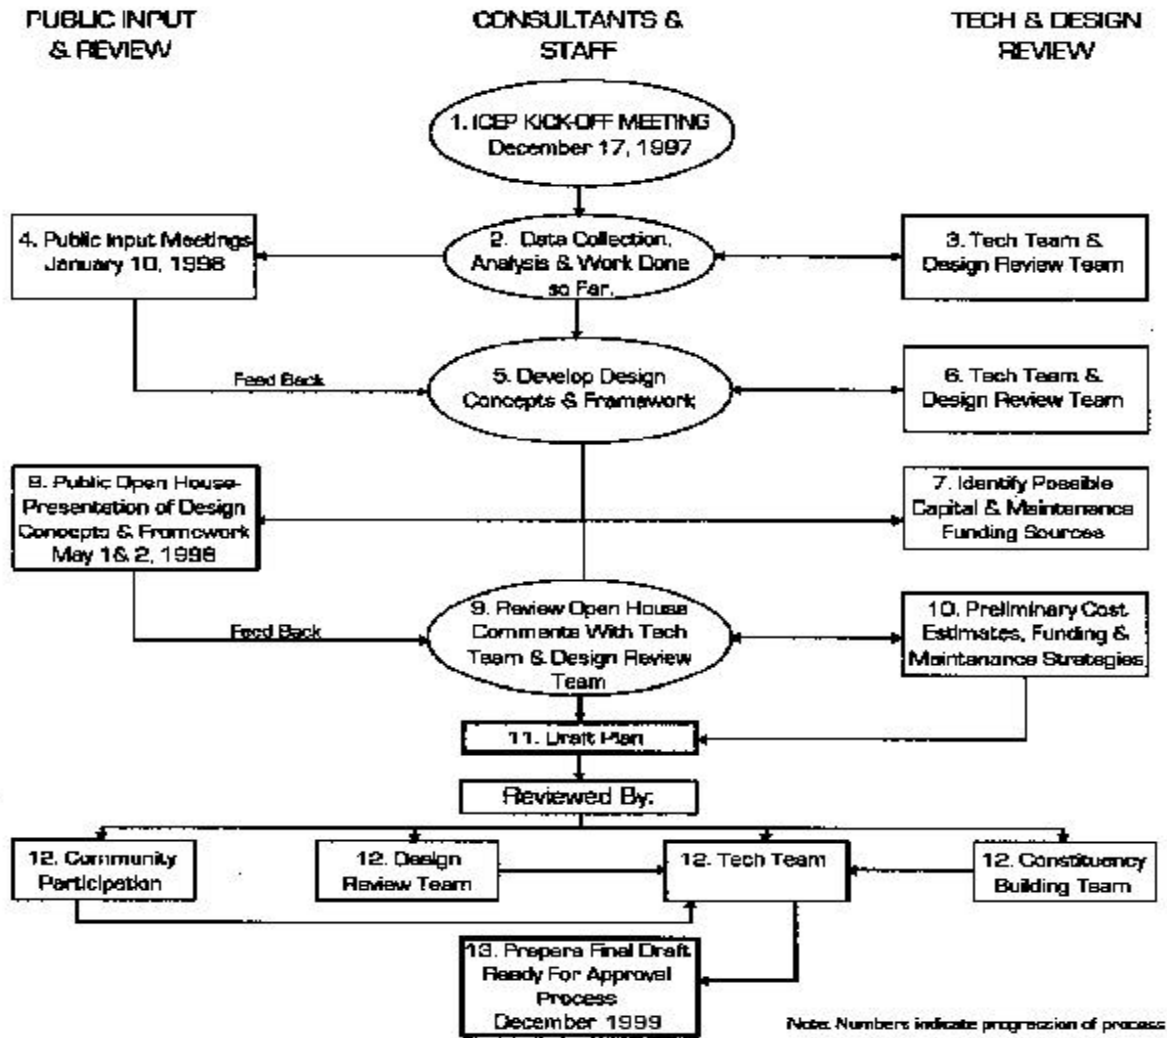 PUBLIC INPUT
& REVIEW
CONSULTANTS &
STAFF
TECH & DESIGN
REVIEW
1. ICEP KICK-OFF MEETING
December 17, 1997
4. Public Input Meetings
January 10, 1998
2. Data Collection,
Analysis & Work Done
so Far.
3. Tech Team &
Design Review Team
Feed Back
5. Develop Design
Concepts & Framework
6. Tech Team &
Design Review Team
8. Public Open House-
Presentation of Design
Concepts & Framework
May 1& 2, 1998
7. Identify Possible
Capital & Maintenance
Funding Sources
Feed Back
9. Review Open House
Comments With Tech
Team & Design Review
Team
10. Preliminary Cost
Estimates, Funding &
Maintenance Strategies
11. Draft Plan
Reviewed By:
12. Community
Participation
12. Design
Review Team
12. Tech Team
12. Constituency
Building Team
13. Prepare Final Draft
Ready For Approval
Process
December 1999
Note: Numbers indicate progression of process